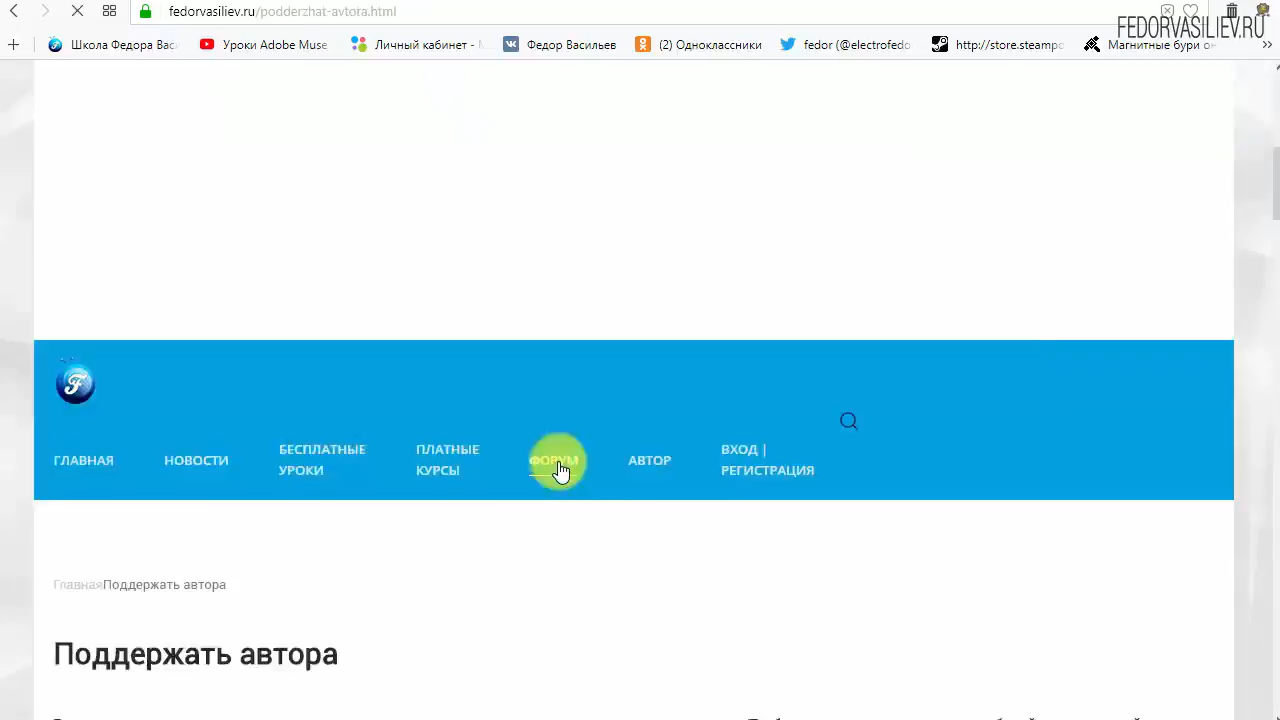 fedorvasiliev.ru/podderzhat-avtora.html
FEDORVASILIEV.RU
Школа Федора Вас
Уроки Adobe Muse
Личный кабинет -
Федор Васильев
(2) Одноклассники
fedor (@electrofedo
http://store.steampo
Магнитные бури
F
ГЛАВНАЯ
НОВОСТИ
БЕСПЛАТНЫЕ
УРОКИ
ПЛАТНЫЕ
КУРСЫ
ФОРУМ
АВТОР
ВХОД |
РЕГИСТРАЦИЯ
ГлавнаяПоддержать автора
Поддержать автора